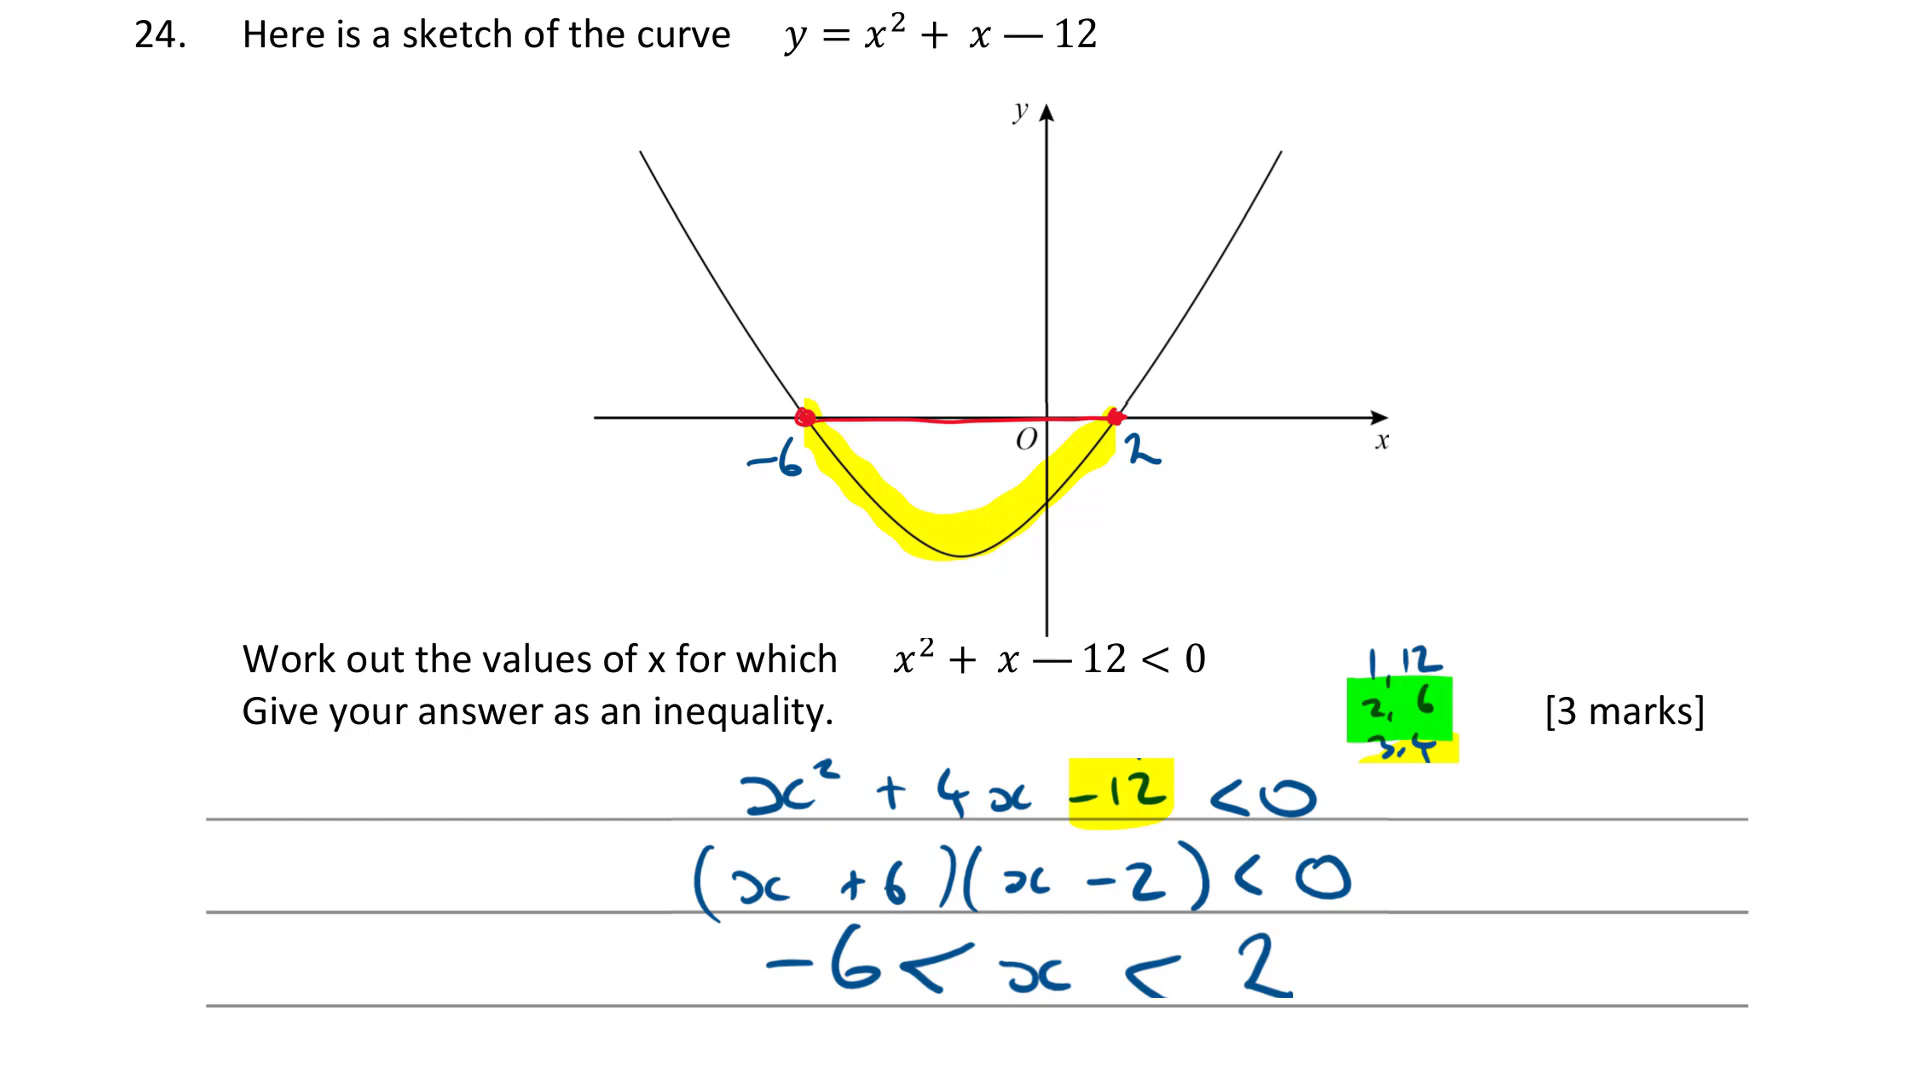 24. Here is a sketch of the curve y = x² + x — 12
y
O
x
-6
2
Work out the values of x for which x² + x — 12 < 0
1, 12
Give your answer as an inequality.
2, 6
[3 marks]
3, 4
x² + 4x -12 < 0
(x +6)(x -2) < 0
-6 < x < 2